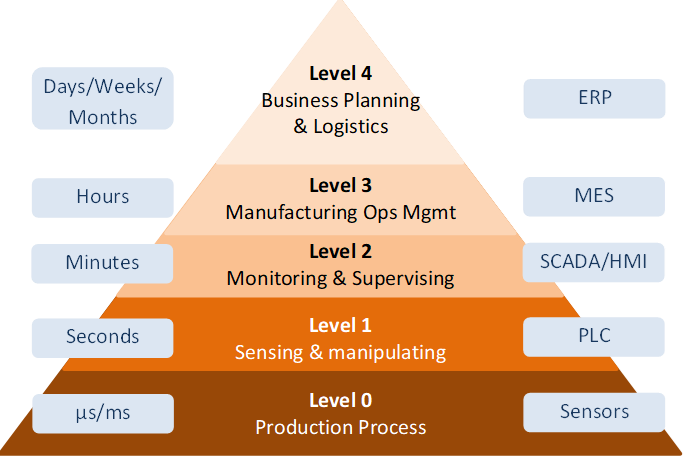 Level 4
Days/Weeks/
Months
Business Planning
& Logistics
ERP
Level 3
Hours
Manufacturing Ops Mgmt
MES
Level 2
Minutes
Monitoring & Supervising
SCADA/HMI
Level 1
Seconds
Sensing & manipulating
PLC
Level 0
µs/ms
Production Process
Sensors